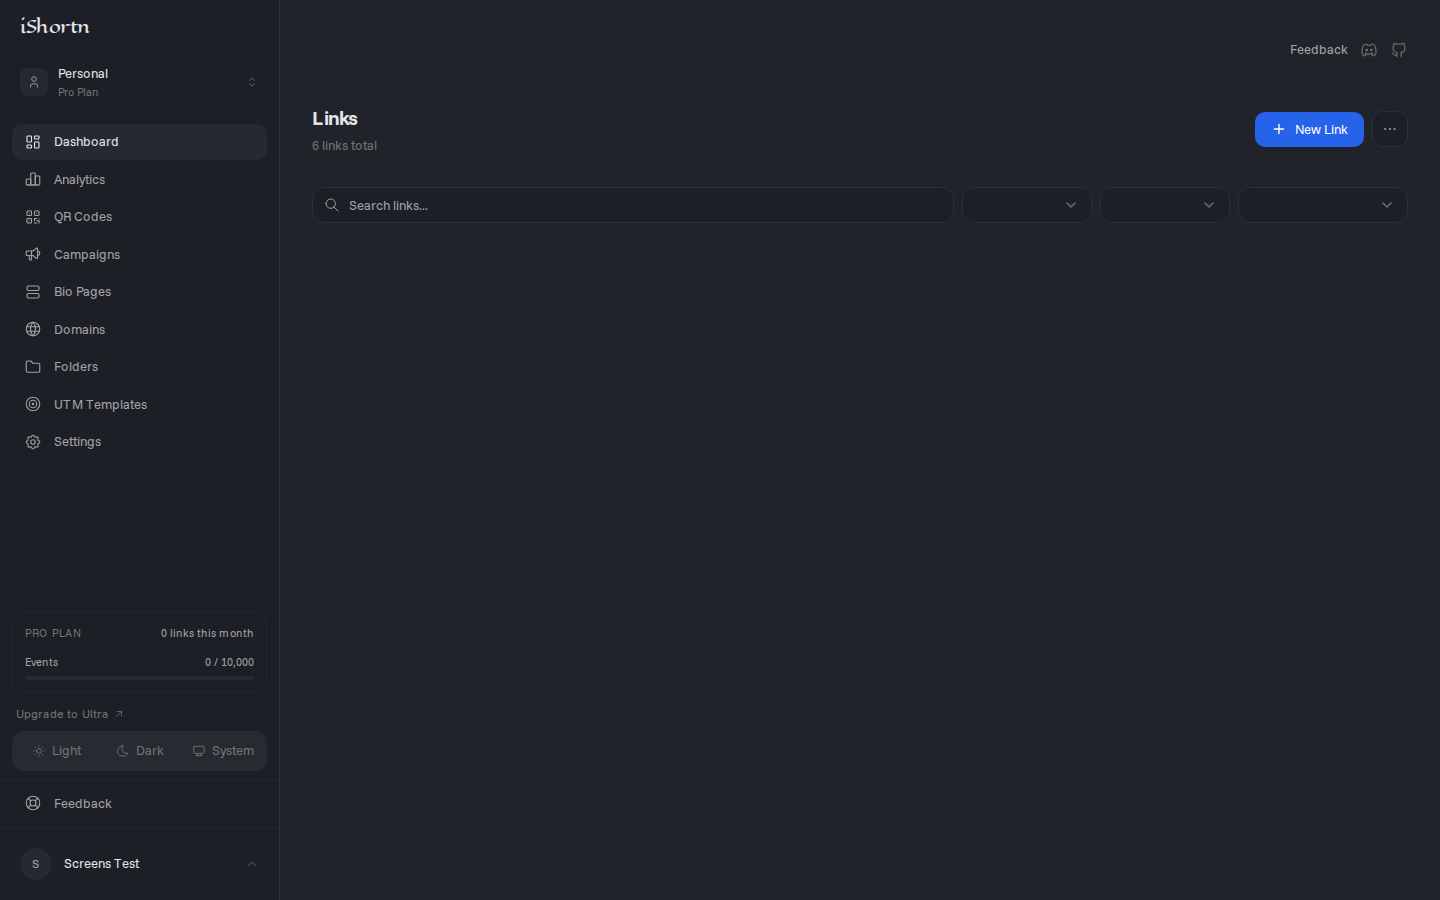 iShortn
Personal
Pro Plan
Dashboard
Analytics
QR Codes
Campaigns
Bio Pages
Domains
Folders
UTM Templates
Settings
PRO PLAN 0 links this month
Events 0 / 10,000
Upgrade to Ultra
Light Dark System
Feedback
S Screens Test
Feedback
Links
6 links total
New Link
Search links...